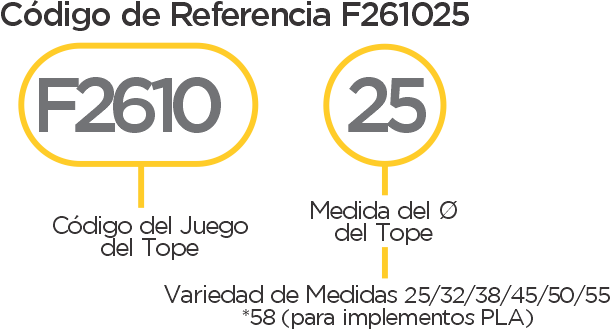 Código de Referencia F261025
F2610 25
Código del Juego
del Tope
Medida del Ø
del Tope
Variedad de Medidas 25/32/38/45/50/55
*58 (para implementos PLA)